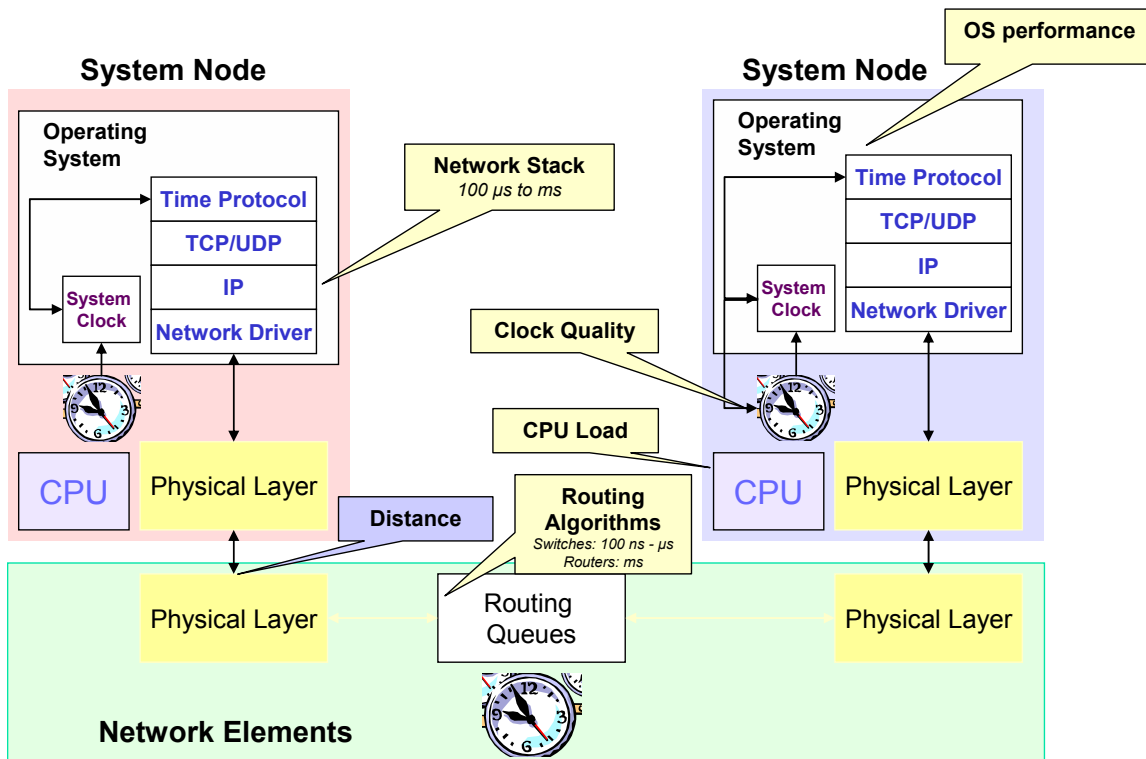 OS performance
System Node
System Node
Operating
System
Network Stack
100 µs to ms
Time Protocol
TCP/UDP
IP
Network Driver
System
Clock
12
9
3
6
CPU
Physical Layer
Operating
System
Time Protocol
TCP/UDP
IP
Network Driver
System
Clock
Clock Quality
12
9
3
6
CPU Load
CPU
Physical Layer
Distance
Routing
Algorithms
Switches: 100 ns - µs
Routers: ms
Physical Layer
Routing
Queues
Physical Layer
12
9
3
6
Network Elements